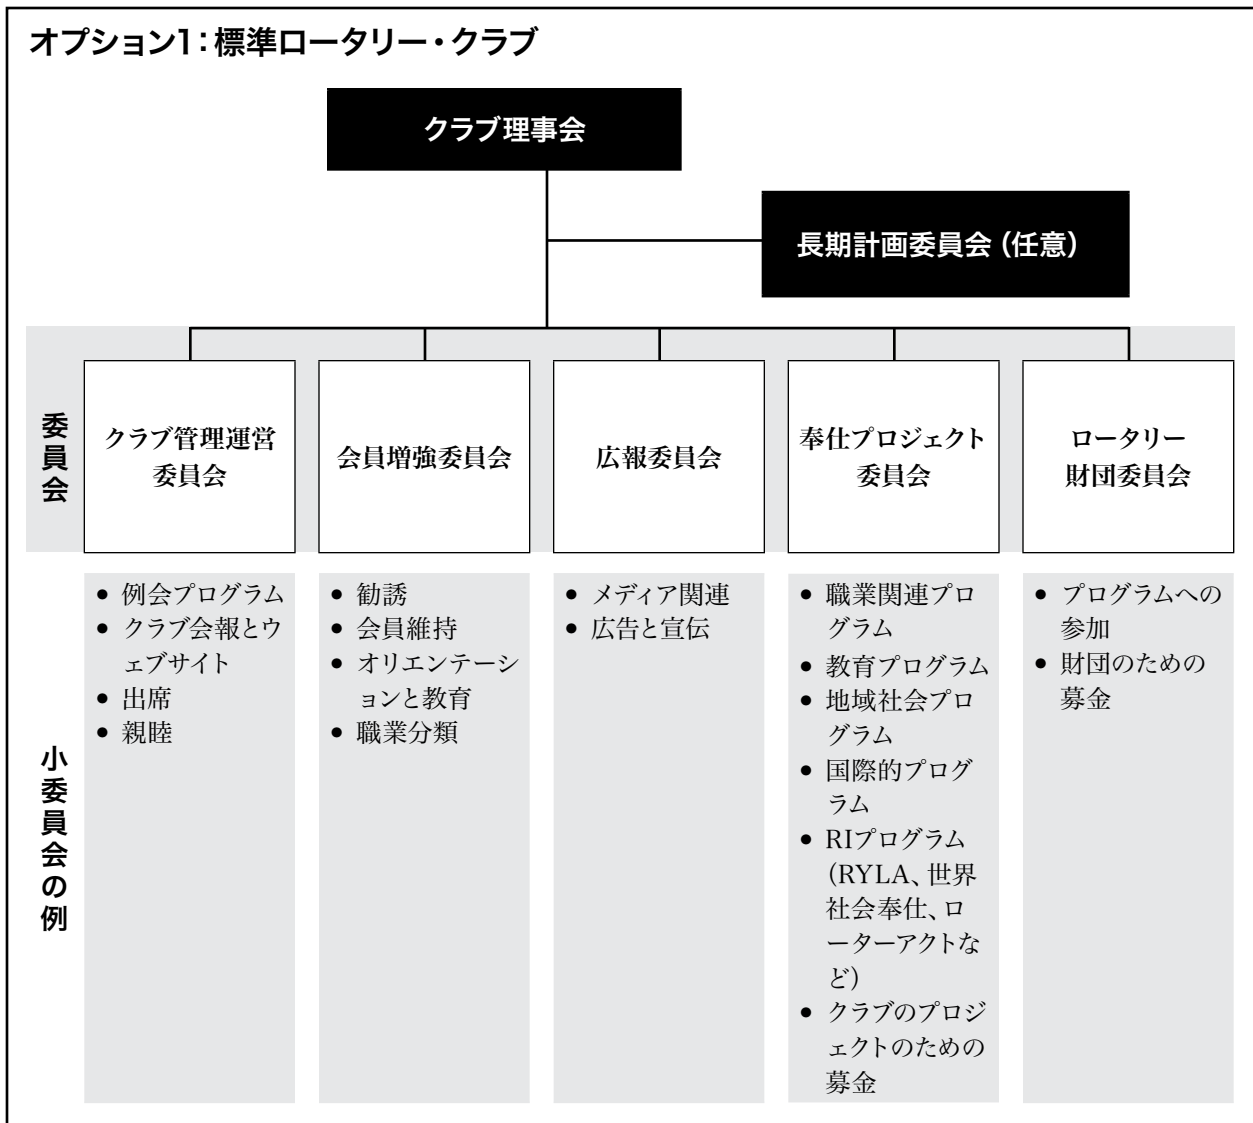 オプション1：標準ロータリー・クラブ
クラブ理事会
長期計画委員会（任意）
委員会
クラブ管理運営
委員会
会員増強委員会
広報委員会
奉仕プロジェクト
委員会
ロータリー
財団委員会
小委員会の例
• 例会プログラム
• クラブ会報とウ
ェブサイト
• 出席
• 親睦
• 勧誘
• 会員維持
• オリエンテーシ
ョンと教育
• 職業分類
• メディア関連
• 広告と宣伝
• 職業関連プロ
グラム
• 教育プログラム
• 地域社会プロ
グラム
• 国際的プログ
ラム
• RIプログラム
（RYLA、世界
社会奉仕、ロ
ーターアクトな
ど）
• クラブのプロジ
ェクトのための
募金
• プログラムへの
参加
• 財団のための
募金